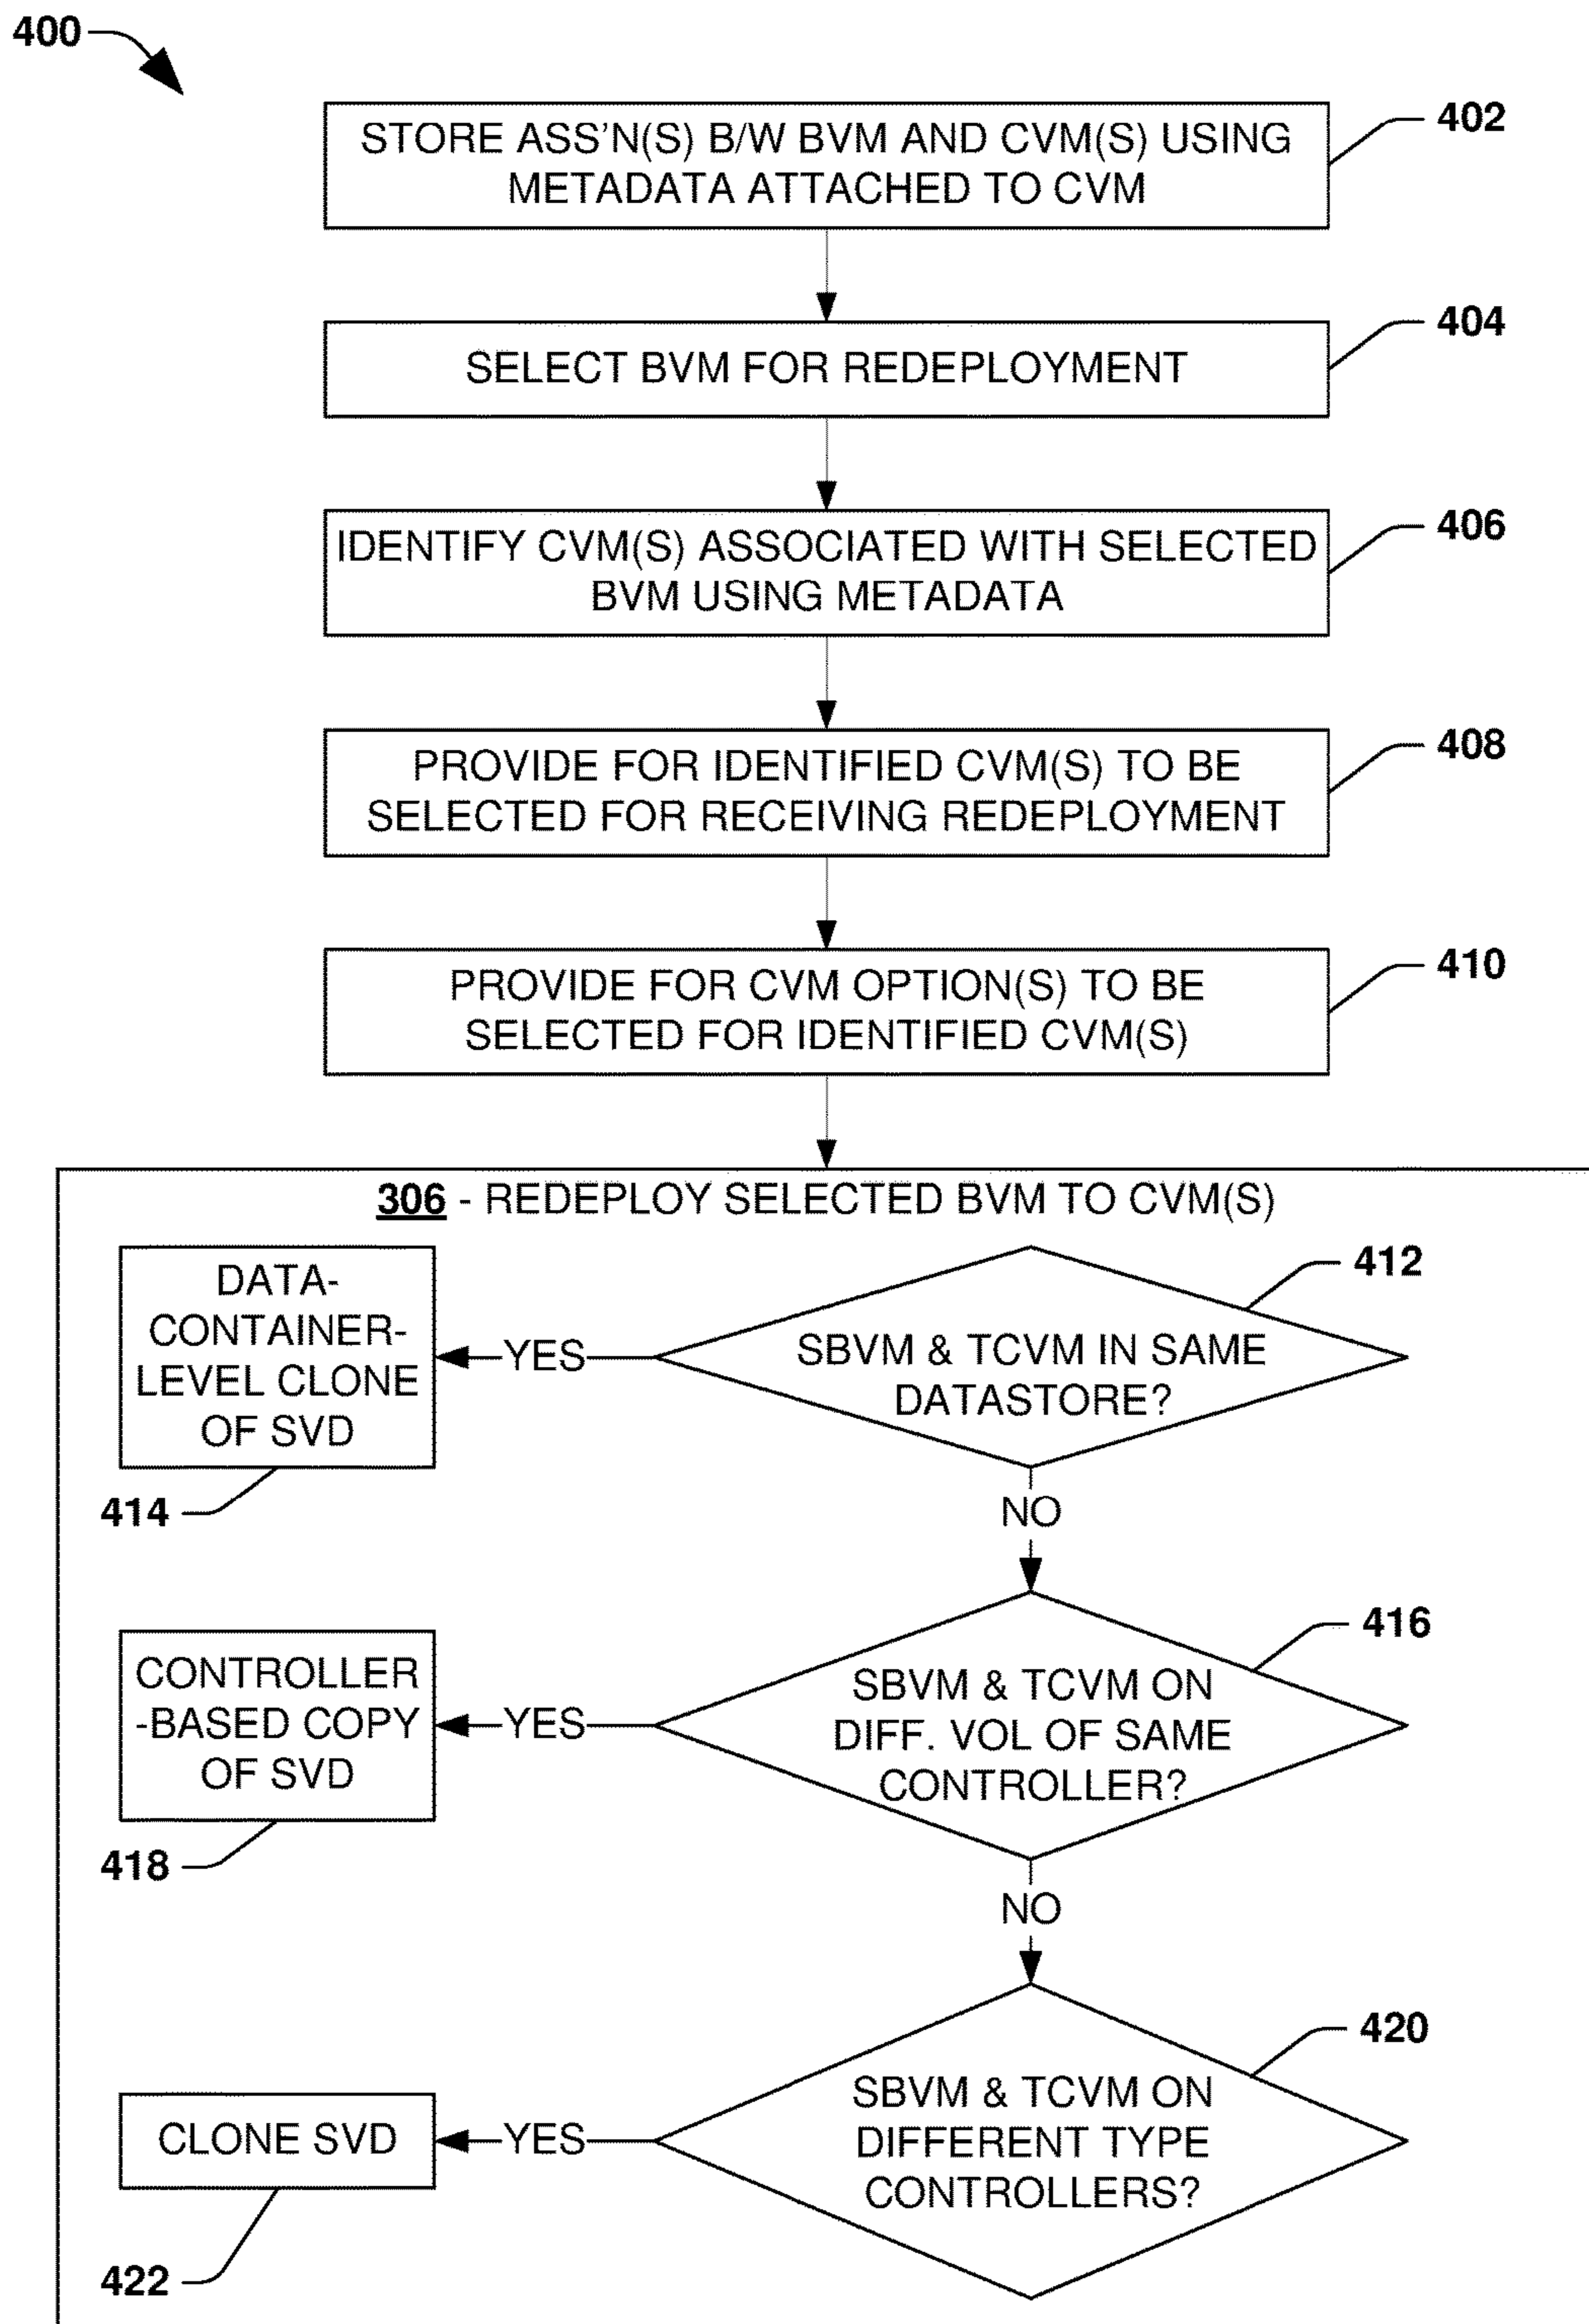 400
STORE ASS'N(S) B/W BVM AND CVM(S) USING
METADATA ATTACHED TO CVM
402
SELECT BVM FOR REDEPLOYMENT
404
IDENTIFY CVM(S) ASSOCIATED WITH SELECTED
BVM USING METADATA
406
PROVIDE FOR IDENTIFIED CVM(S) TO BE
SELECTED FOR RECEIVING REDEPLOYMENT
408
PROVIDE FOR CVM OPTION(S) TO BE
SELECTED FOR IDENTIFIED CVM(S)
410
306 - REDEPLOY SELECTED BVM TO CVM(S)
SBVM & TCVM IN SAME
DATASTORE?
412
YES
DATA-
CONTAINER-
LEVEL CLONE
OF SVD
414
NO
SBVM & TCVM ON
DIFF. VOL OF SAME
CONTROLLER?
416
YES
CONTROLLER
-BASED COPY
OF SVD
418
NO
SBVM & TCVM ON
DIFFERENT TYPE
CONTROLLERS?
420
YES
CLONE SVD
422